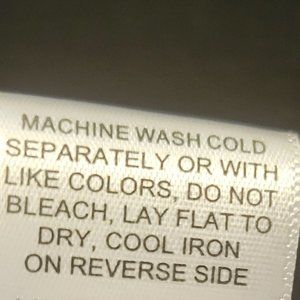 MACHINE WASH COLD
SEPARATELY OR WITH
LIKE COLORS, DO NOT
BLEACH, LAY FLAT TO
DRY, COOL IRON
ON REVERSE SIDE